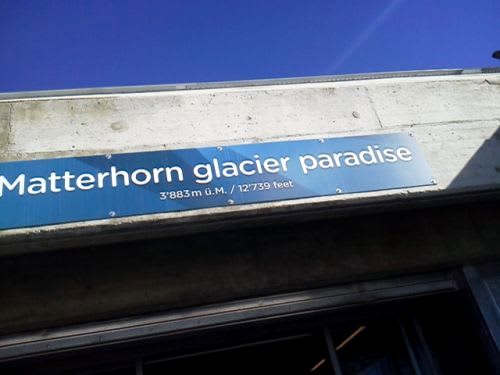 Matterhorn glacier paradise
3'883 m ü.M. / 12'739 feet